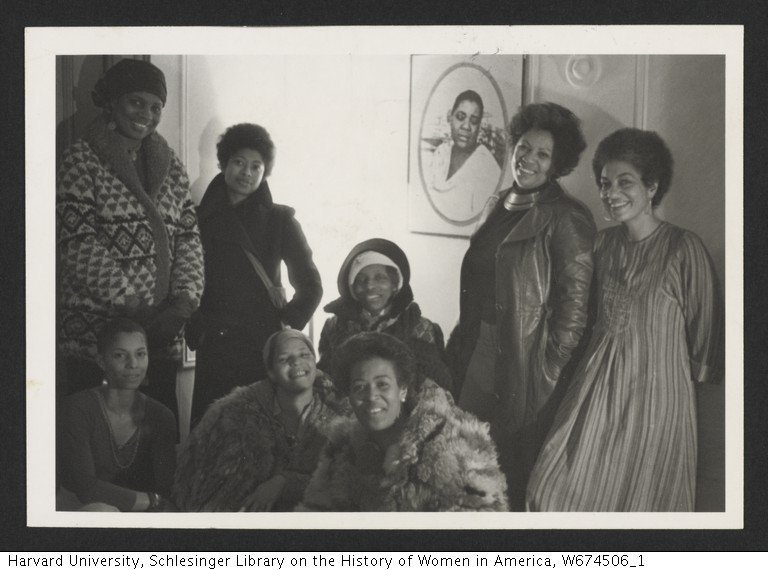 Harvard University, Schlesinger Library on the History of Women in America, W674506_1